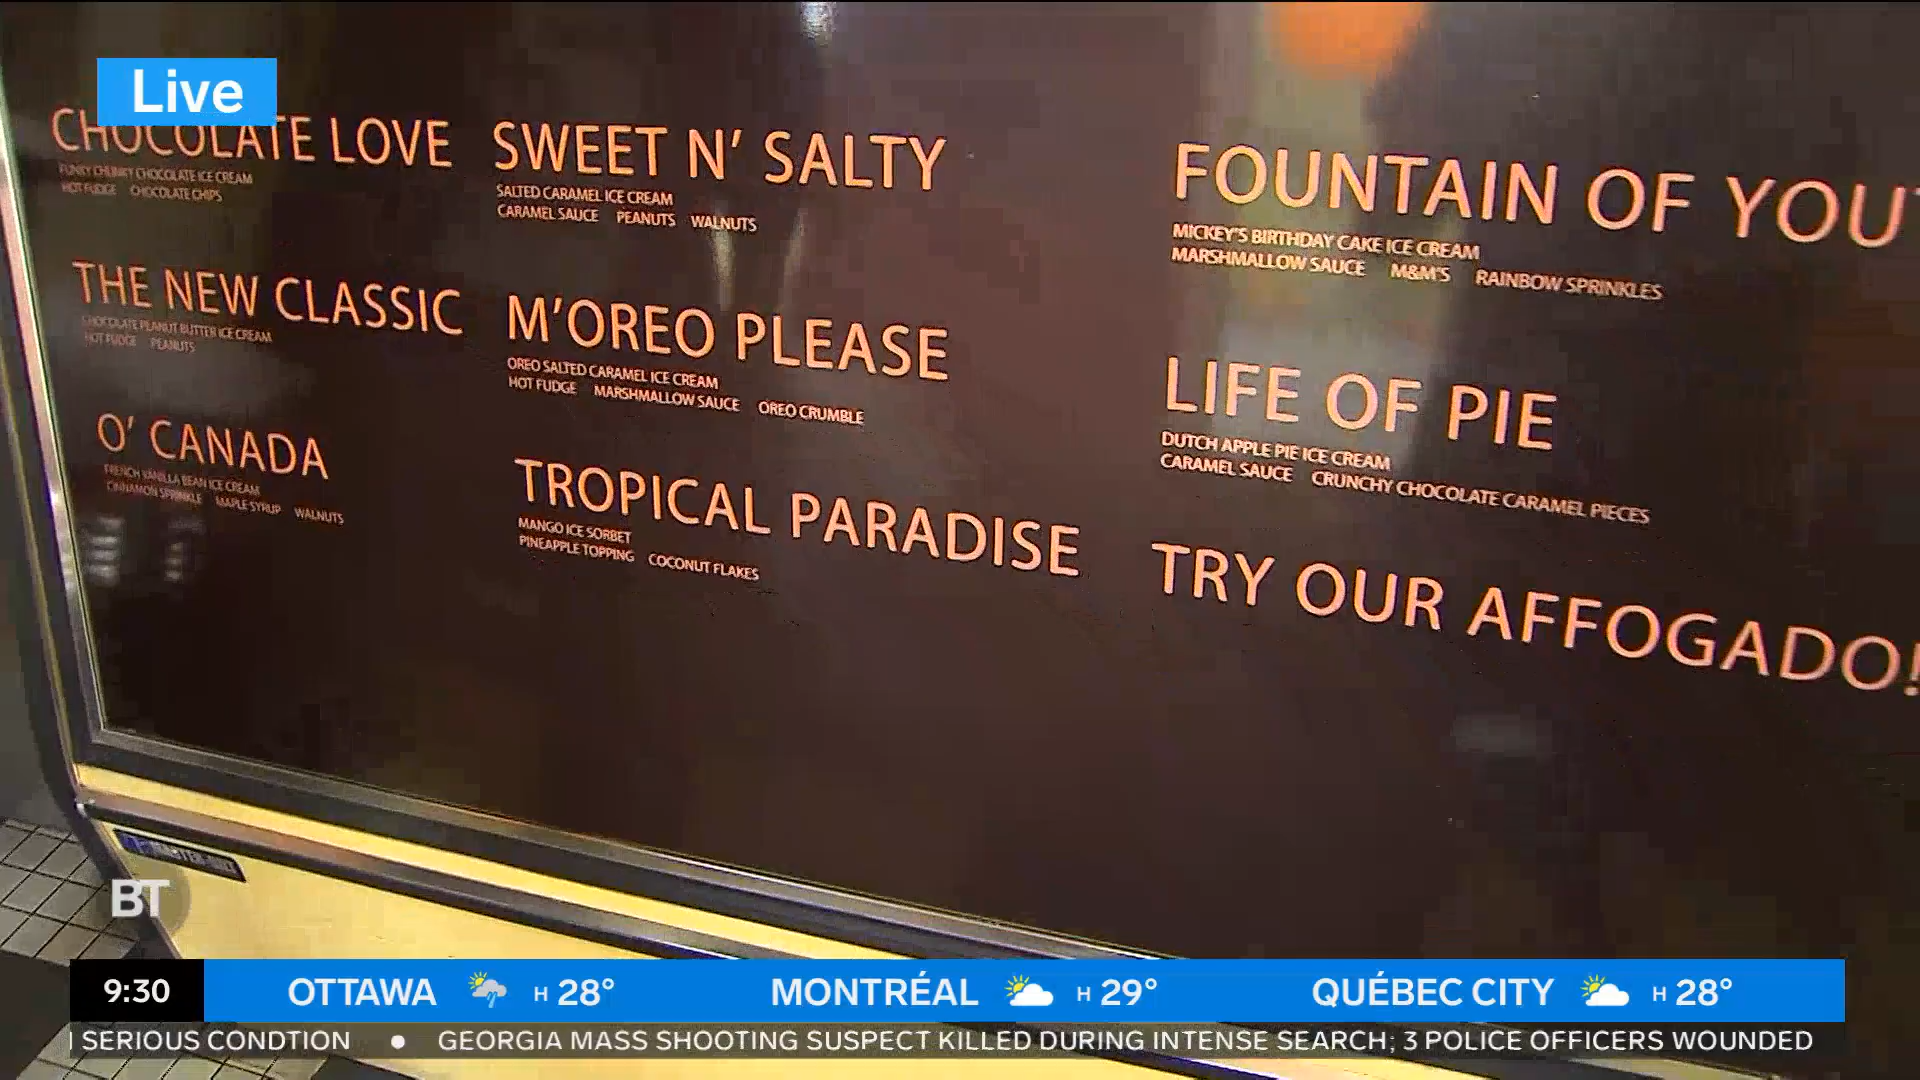 Live
CHOCOLATE LOVE
FUNKY CHUNKY CHOCOLATE ICE CREAM
HOT FUDGE CHOCOLATE CHIPS
THE NEW CLASSIC
CHOCOLATE PEANUT BUTTER ICE CREAM
HOT FUDGE PEANUTS
O' CANADA
FRENCH VANILLA BEAN ICE CREAM
CINNAMON SPRINKLE MAPLE SYRUP WALNUTS
SWEET N' SALTY
SALTED CARAMEL ICE CREAM
CARAMEL SAUCE PEANUTS WALNUTS
M'OREO PLEASE
OREO SALTED CARAMEL ICE CREAM
HOT FUDGE MARSHMALLOW SAUCE OREO CRUMBLE
TROPICAL PARADISE
MANGO ICE SORBET
PINEAPPLE TOPPING COCONUT FLAKES
FOUNTAIN OF YOUT
MICKEY'S BIRTHDAY CAKE ICE CREAM
MARSHMALLOW SAUCE M&M'S RAINBOW SPRINKLES
LIFE OF PIE
DUTCH APPLE PIE ICE CREAM
CARAMEL SAUCE CRUNCHY CHOCOLATE CARAMEL PIECES
TRY OUR AFFOGADO!
BT
9:30 OTTAWA H 28° MONTRÉAL H 29° QUÉBEC CITY H 28°
SERIOUS CONDTION • GEORGIA MASS SHOOTING SUSPECT KILLED DURING INTENSE SEARCH; 3 POLICE OFFICERS WOUNDED